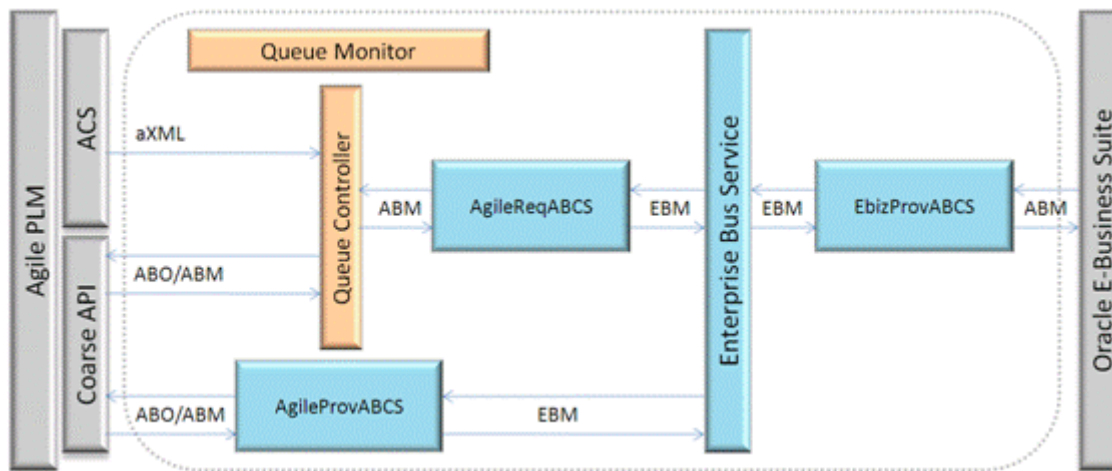 Agile PLM
ACS
Coarse API
Queue Monitor
aXML
Queue Controller
ABM
AgileReqABCS
EBM
Enterprise Bus Service
EBM
EbizProvABCS
ABM
Oracle E-Business Suite
ABO/ABM
ABO/ABM
AgileProvABCS
EBM